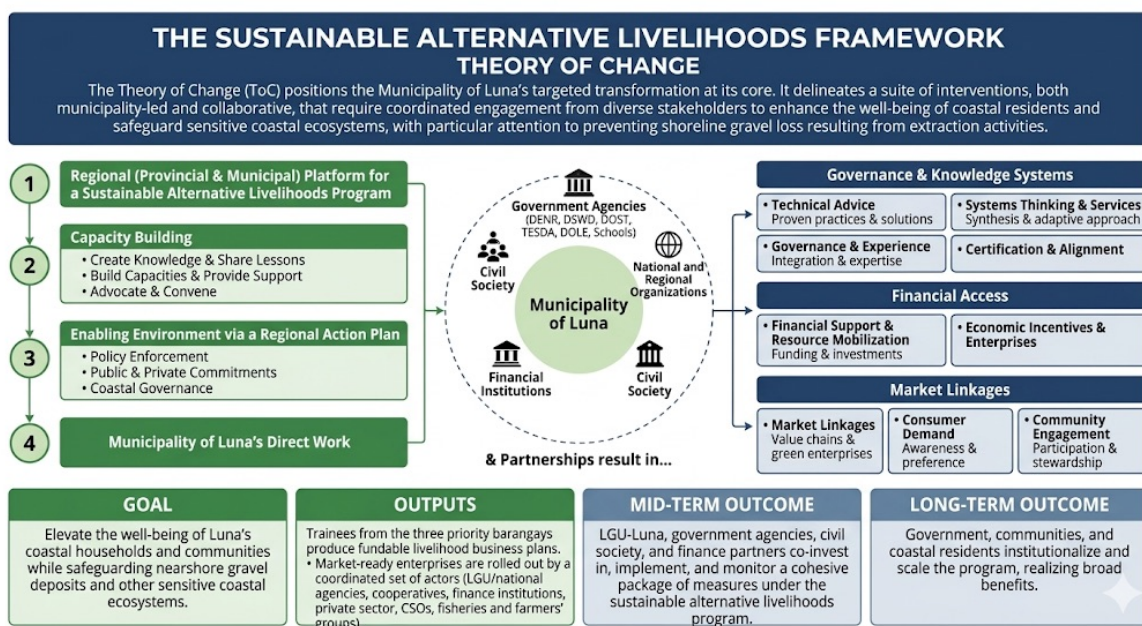 THE SUSTAINABLE ALTERNATIVE LIVELIHOODS FRAMEWORK
THEORY OF CHANGE
The Theory of Change (ToC) positions the Municipality of Luna's targeted transformation at its core. It delineates a suite of interventions, both
municipality-led and collaborative, that require coordinated engagement from diverse stakeholders to enhance the well-being of coastal residents and
safeguard sensitive coastal ecosystems, with particular attention to preventing shoreline gravel loss resulting from extraction activities.
1
Regional (Provincial & Municipal) Platform for
a Sustainable Alternative Livelihoods Program
2
Capacity Building
• Create Knowledge & Share Lessons
• Build Capacities & Provide Support
• Advocate & Convene
3
Enabling Environment via a Regional Action Plan
• Policy Enforcement
• Public & Private Commitments
• Coastal Governance
4
Municipality of Luna's Direct Work
Government Agencies
(DENR, DSWD, DOST,
TESDA, DOLE, Schools)
Civil
Society
National and
Regional
Organizations
Municipality
of Luna
Financial
Institutions
Civil
Society
& Partnerships result in...
Governance & Knowledge Systems
• Technical Advice
Proven practices & solutions
• Systems Thinking & Services
Synthesis & adaptive approach
• Governance & Experience
Integration & expertise
• Certification & Alignment
Financial Access
• Financial Support &
Resource Mobilization
Funding & investments
• Economic Incentives &
Enterprises
Market Linkages
• Market Linkages
Value chains &
green enterprises
• Consumer
Demand
Awareness &
preference
• Community
Engagement
Participation &
stewardship
GOAL
Elevate the well-being of Luna's
coastal households and communities
while safeguarding nearshore gravel
deposits and other sensitive coastal
ecosystems.
OUTPUTS
Trainees from the three priority barangays
produce fundable livelihood business plans.
• Market-ready enterprises are rolled out by a
coordinated set of actors (LGU/national
agencies, cooperatives, finance institutions,
private sector, CSOs, fisheries and farmers'
groups)
MID-TERM OUTCOME
LGU-Luna, government agencies, civil
society, and finance partners co-invest
in, implement, and monitor a cohesive
package of measures under the
sustainable alternative livelihoods
program.
LONG-TERM OUTCOME
Government, communities, and
coastal residents institutionalize and
scale the program, realizing broad
benefits.